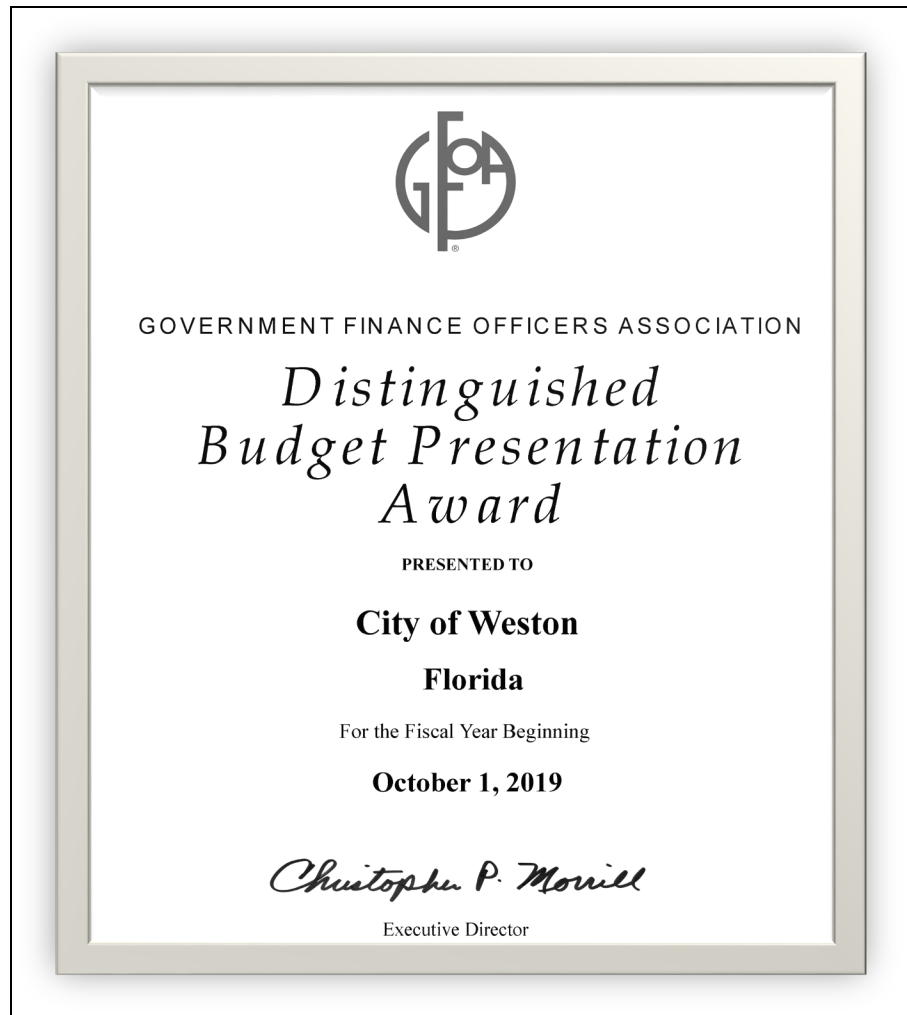 GFOA
®
GOVERNMENT FINANCE OFFICERS ASSOCIATION
Distinguished
Budget Presentation
Award
PRESENTED TO
City of Weston
Florida
For the Fiscal Year Beginning
October 1, 2019
Christopher P. Morrill
Executive Director